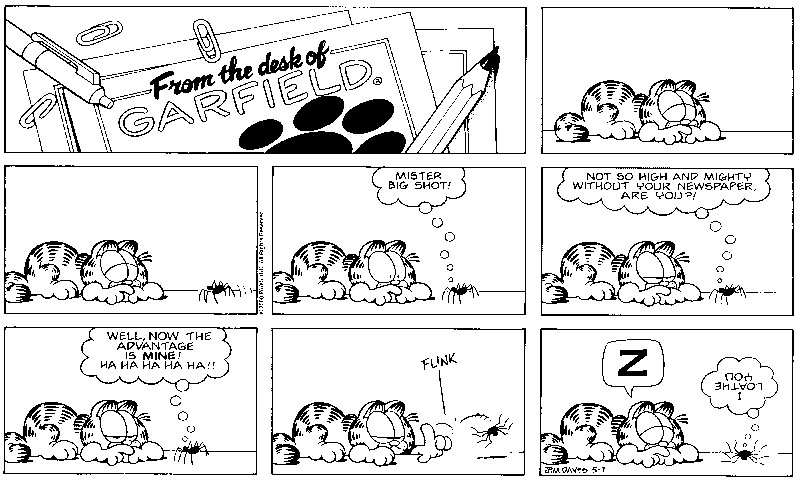 From the desk of
GARFIELD®
MISTER
BIG SHOT!
NOT SO HIGH AND MIGHTY
WITHOUT YOUR NEWSPAPER,
ARE YOU?!
WELL, NOW THE
ADVANTAGE
IS MINE!
HA HA HA HA HA!!
FLINK
Z
I
LOATHE
YOU
JIM DAVIS 5-7